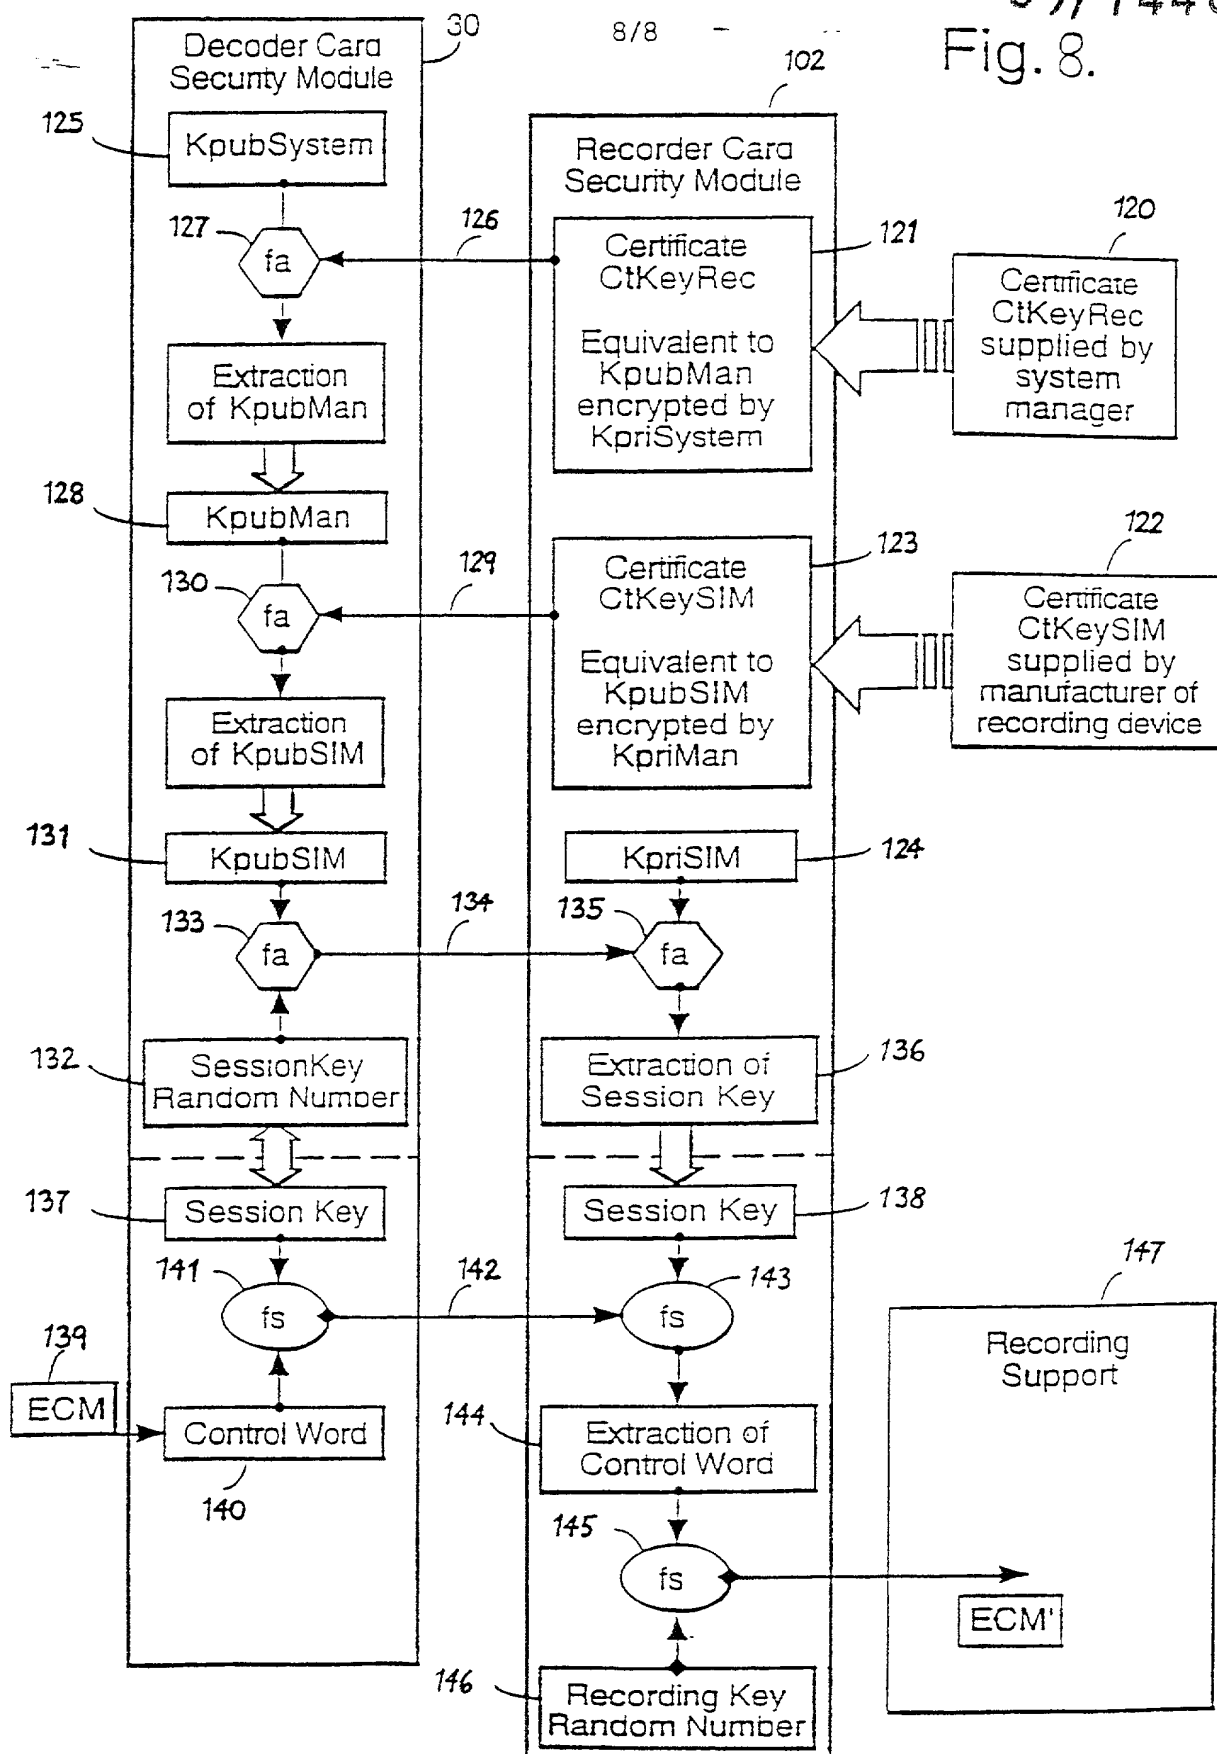 8/8
Fig. 8.
Decoder Card
Security Module
30
125
KpubSystem
127
fa
126
Extraction
of KpubMan
128
KpubMan
130
fa
129
Extraction
of KpubSIM
131
KpubSIM
133
fa
134
132
SessionKey
Random Number
137
Session Key
141
fs
142
139
ECM
Control Word
140
102
Recorder Card
Security Module
121
Certificate
CtKeyRec
Equivalent to
KpubMan
encrypted by
KpriSystem
120
Certificate
CtKeyRec
supplied by
system
manager
123
Certificate
CtKeySIM
Equivalent to
KpubSIM
encrypted by
KpriMan
122
Certificate
CtKeySIM
supplied by
manufacturer of
recording device
KpriSIM
124
135
fa
Extraction of
Session Key
136
Session Key
138
143
fs
144
Extraction of
Control Word
145
fs
146
Recording Key
Random Number
147
Recording
Support
ECM'